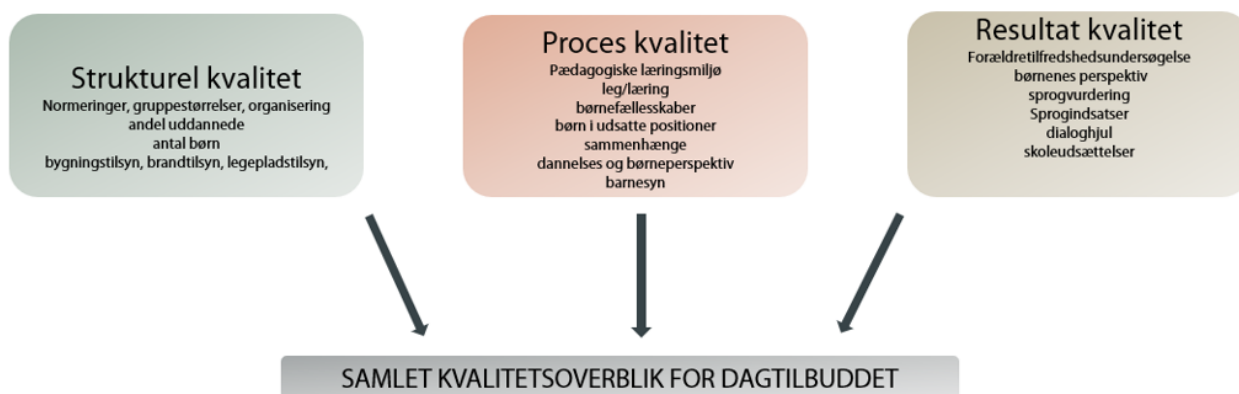 Strukturel kvalitet
Normeringer, gruppestørrelser, organisering
andel uddannede
antal børn
bygningstilsyn, brandtilsyn, legepladstilsyn,
Proces kvalitet
Pædagogiske læringsmiljø
leg/læring
børnefællesskaber
børn i udsatte positioner
sammenhænge
dannelses og børneperspektiv
barnesyn
Resultat kvalitet
Forældretilfredshedsundersøgelse
børnenes perspektiv
sprogvurdering
Sprogindsatser
dialoghjul
skoleudsættelser
SAMLET KVALITETSOVERBLIK FOR DAGTILBUDDET